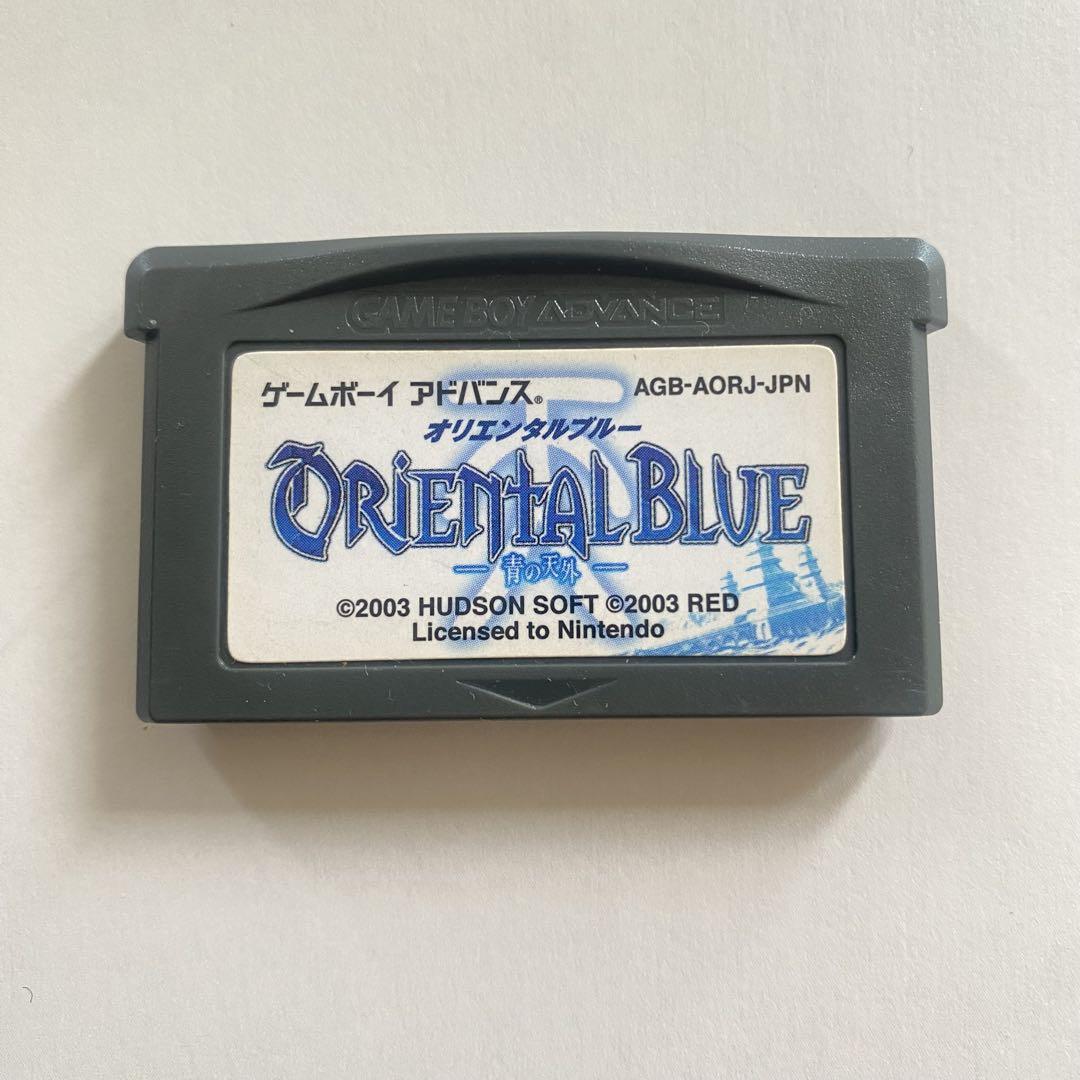 GAME BOY ADVANCE
ゲームボーイ アドバンス® AGB-AORJ-JPN
オリエンタルブルー
ORIENTAL BLUE
— 青の天外 —
©2003 HUDSON SOFT ©2003 RED
Licensed to Nintendo